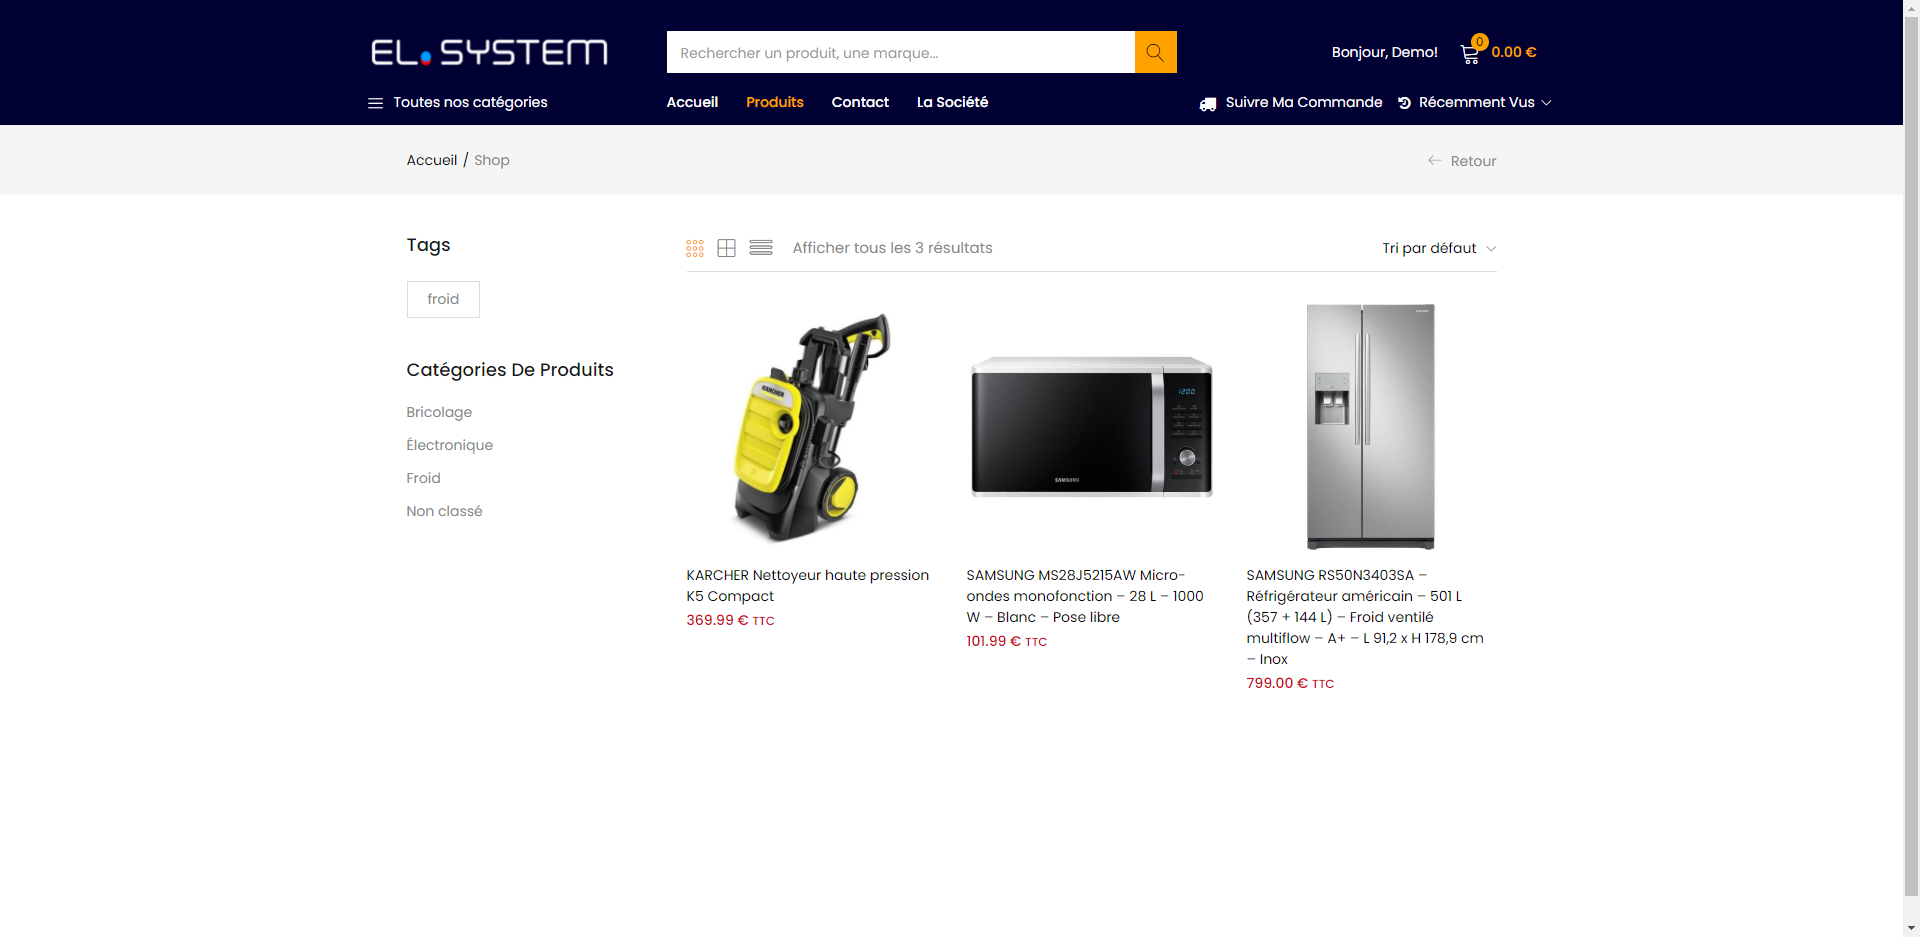 EL.SYSTEM
Rechercher un produit, une marque...
Bonjour, Demo!
0
0.00 €
Toutes nos catégories
Accueil
Produits
Contact
La Société
Suivre Ma Commande
Récemment Vus
Accueil / Shop
Retour
Tags
froid
Catégories De Produits
Bricolage
Électronique
Froid
Non classé
Afficher tous les 3 résultats
Tri par défaut
KARCHER
1200
SAMSUNG
KARCHER Nettoyeur haute pression
K5 Compact
369.99 € TTC
SAMSUNG MS28J5215AW Micro-
ondes monofonction – 28 L – 1000
W – Blanc – Pose libre
101.99 € TTC
SAMSUNG RS50N3403SA –
Réfrigérateur américain – 501 L
(357 + 144 L) – Froid ventilé
multiflow – A+ – L 91,2 x H 178,9 cm
– Inox
799.00 € TTC